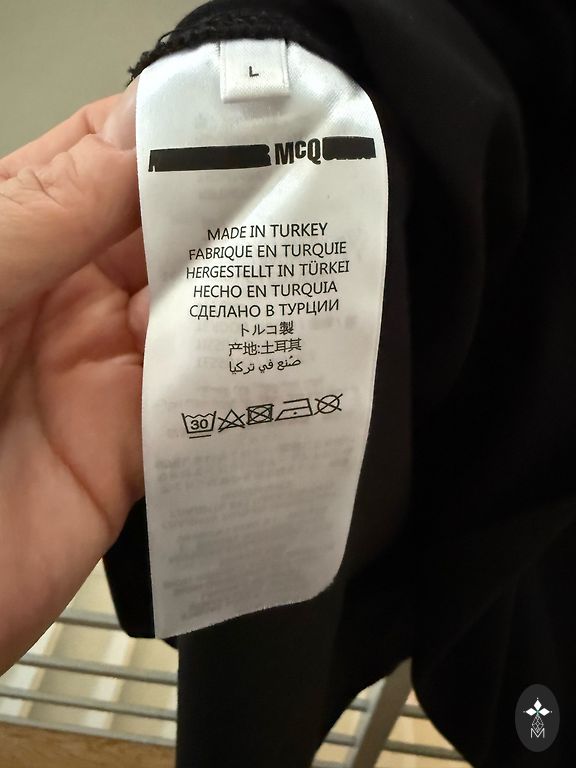 L
McQ
MADE IN TURKEY
FABRIQUE EN TURQUIE
HERGESTELLT IN TÜRKEI
HECHO EN TURQUIA
СДЕЛАНО В ТУРЦИИ
トルコ製
产地:土耳其
صُنع في تركيا
30
M